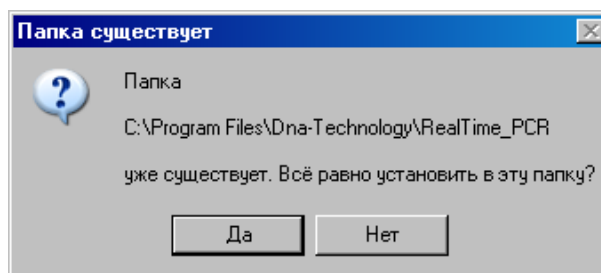 Папка существует
Папка
C:\Program Files\Dna-Technology\RealTime_PCR
уже существует. Всё равно установить в эту папку?
Да
Нет